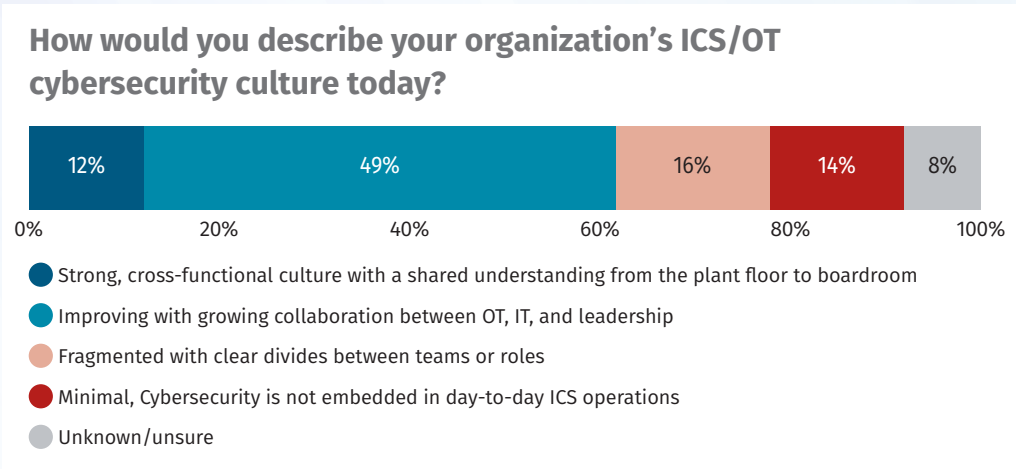 How would you describe your organization’s ICS/OT
cybersecurity culture today?
12% 49% 16% 14% 8%
0% 20% 40% 60% 80% 100%
Strong, cross-functional culture with a shared understanding from the plant floor to boardroom
Improving with growing collaboration between OT, IT, and leadership
Fragmented with clear divides between teams or roles
Minimal, Cybersecurity is not embedded in day-to-day ICS operations
Unknown/unsure